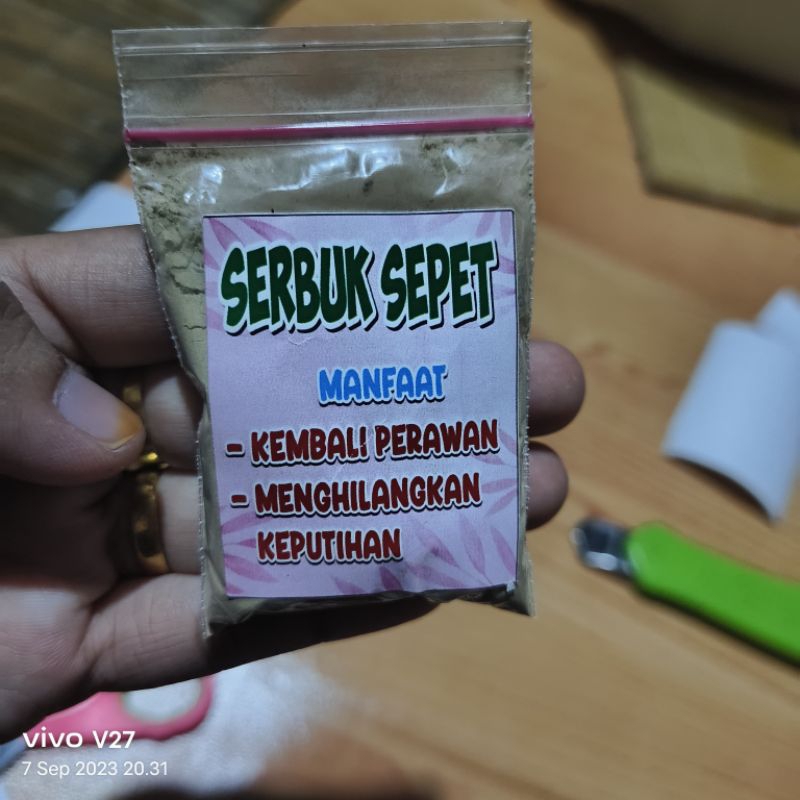 SERBUK SEPET
MANFAAT
- KEMBALI PERAWAN
- MENGHILANGKAN
KEPUTIHAN
vivo V27
7 Sep 2023 20.31